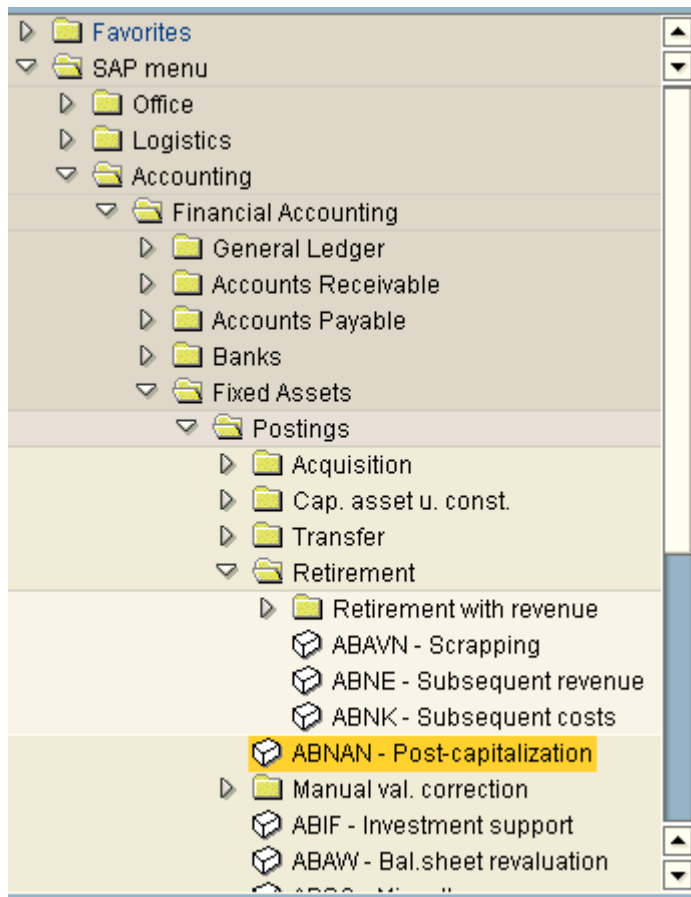 Favorites
SAP menu
Office
Logistics
Accounting
Financial Accounting
General Ledger
Accounts Receivable
Accounts Payable
Banks
Fixed Assets
Postings
Acquisition
Cap. asset u. const.
Transfer
Retirement
Retirement with revenue
ABAVN - Scrapping
ABNE - Subsequent revenue
ABNK - Subsequent costs
ABNAN - Post-capitalization
Manual val. correction
ABIF - Investment support
ABAW - Bal.sheet revaluation